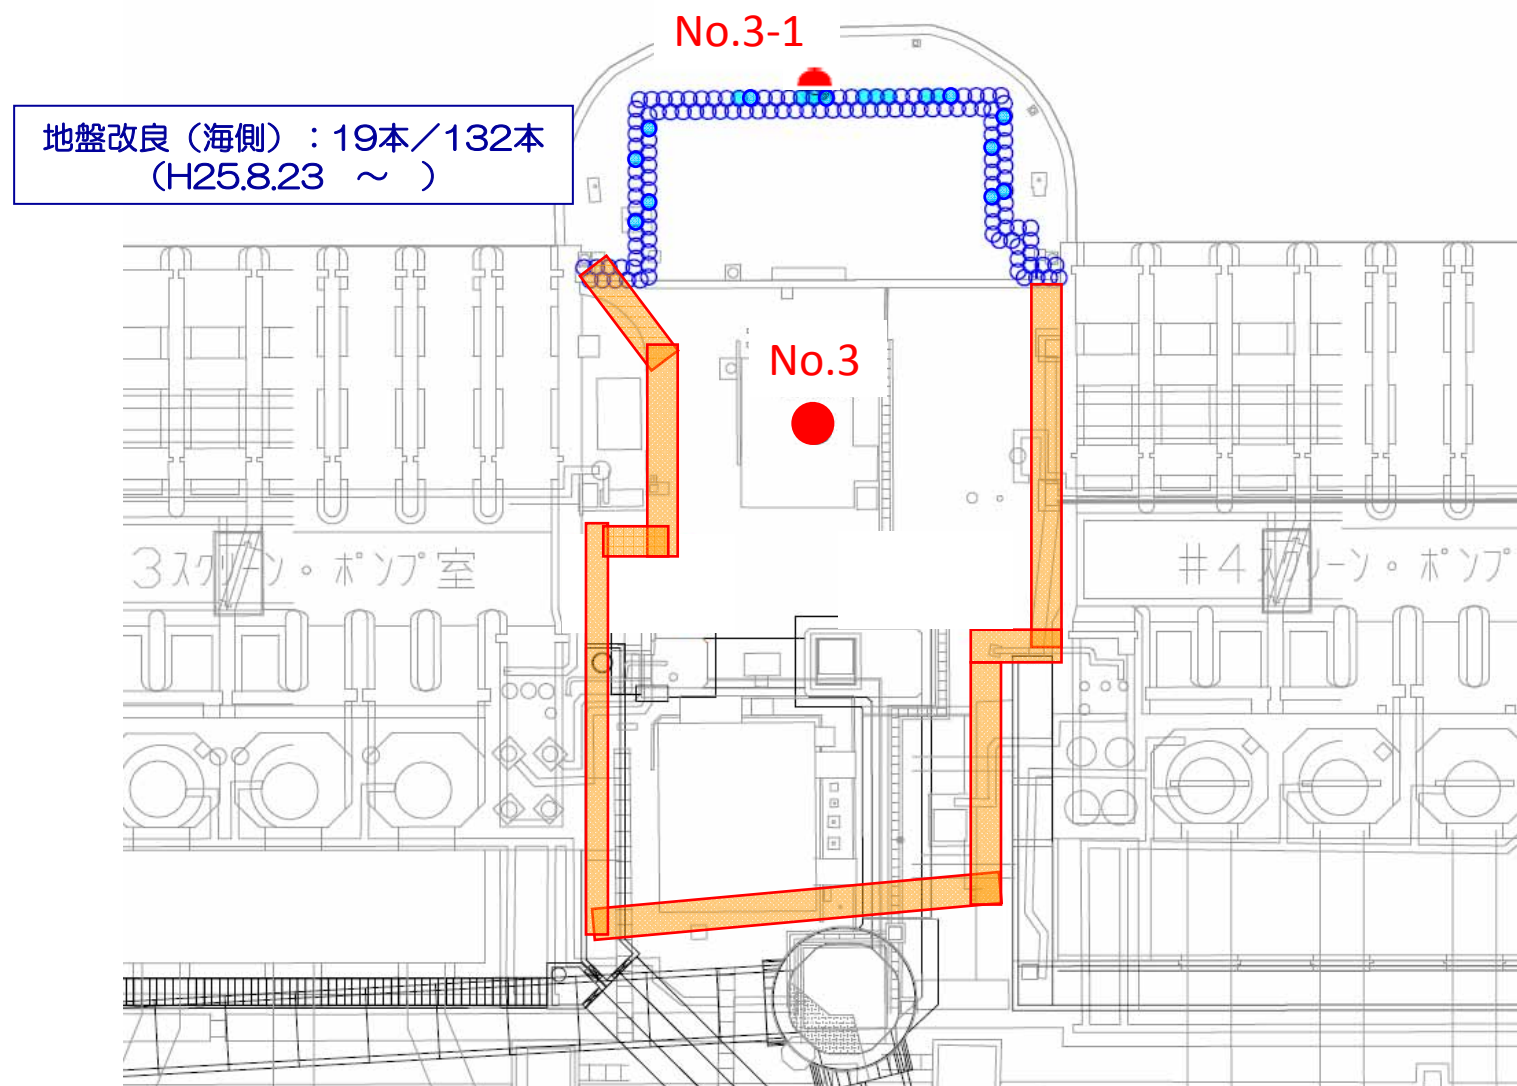 No.3-1
地盤改良（海側）：19本／132本
（H25.8.23　～　）
No.3
3スクリーン・ポンプ室
#4スクリーン・ポンプ